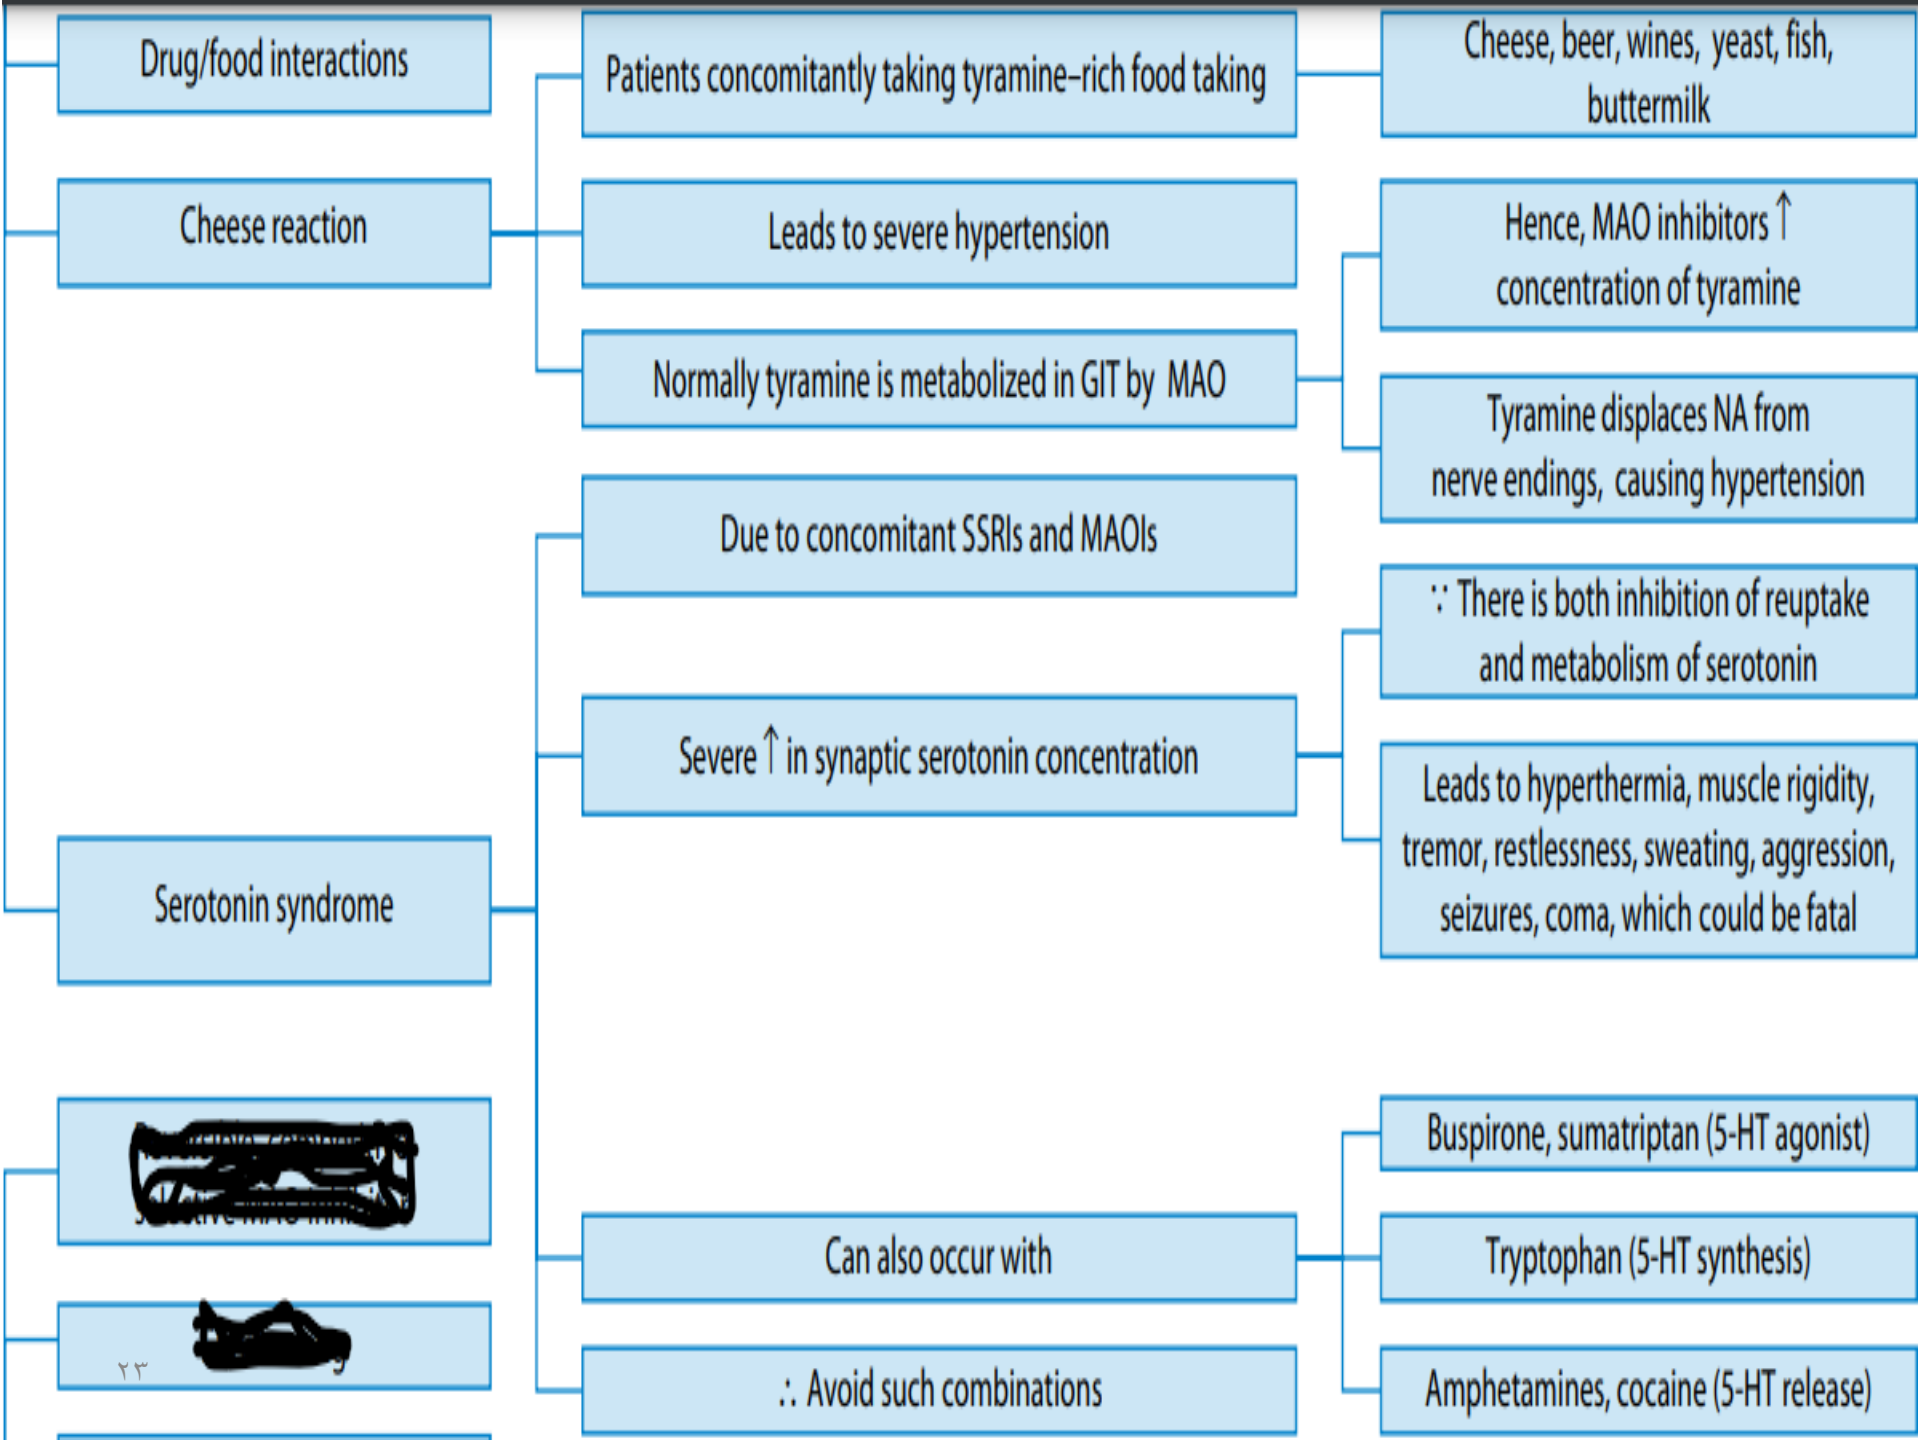 Drug/food interactions
Patients concomitantly taking tyramine–rich food taking
Cheese, beer, wines, yeast, fish,
buttermilk
Cheese reaction
Leads to severe hypertension
Normally tyramine is metabolized in GIT by MAO
Hence, MAO inhibitors ↑
concentration of tyramine
Tyramine displaces NA from
nerve endings, causing hypertension
Serotonin syndrome
Due to concomitant SSRIs and MAOIs
Severe ↑ in synaptic serotonin concentration
∵ There is both inhibition of reuptake
and metabolism of serotonin
Leads to hyperthermia, muscle rigidity,
tremor, restlessness, sweating, aggression,
seizures, coma, which could be fatal
Can also occur with
Buspirone, sumatriptan (5-HT agonist)
Tryptophan (5-HT synthesis)
Amphetamines, cocaine (5-HT release)
∴ Avoid such combinations
٢٣